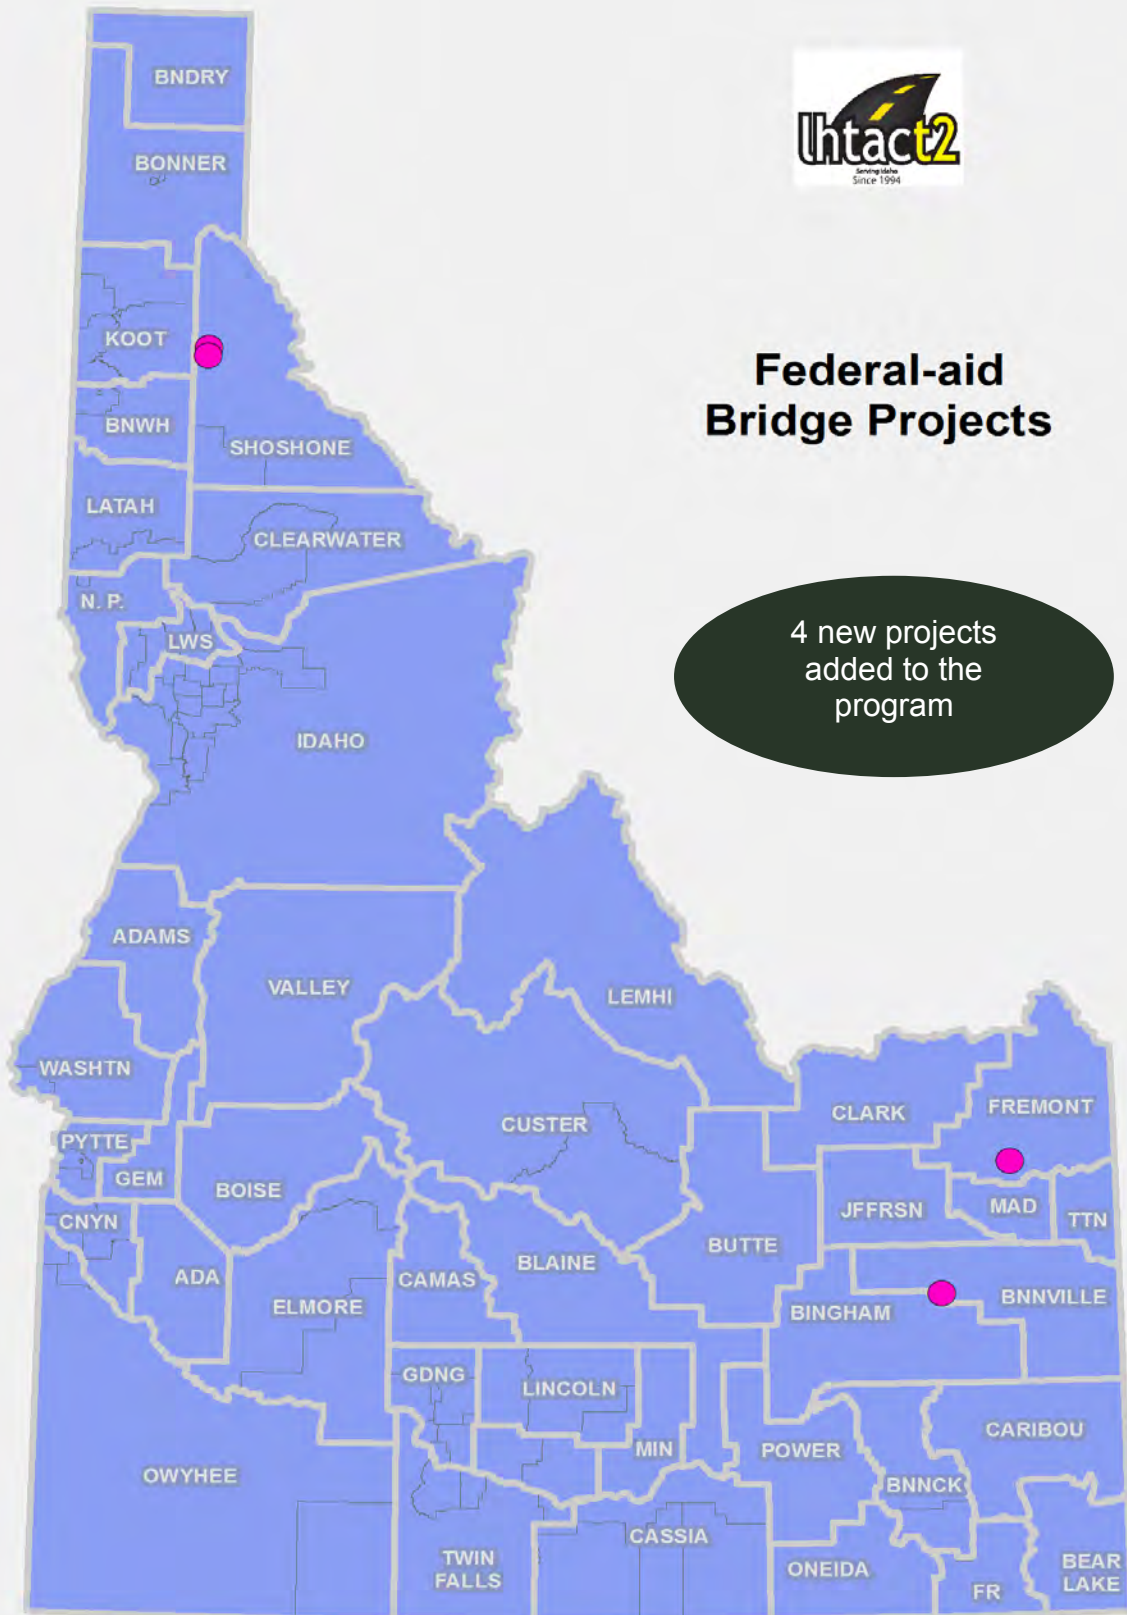 BNDRY
BONNER
lhtact2
Serving Idaho
Since 1994
KOOT
Federal-aid
Bridge Projects
BNWH
SHOSHONE
LATAH
CLEARWATER
N. P.
LWS
4 new projects
added to the
program
IDAHO
ADAMS
VALLEY
LEMHI
WASHTN
CUSTER
CLARK
FREMONT
PYTTE
GEM
BOISE
JFFRSN
MAD
TTN
CNYN
ADA
CAMAS
BLAINE
BUTTE
ELMORE
BINGHAM
BNNVILLE
GDNG
LINCOLN
MIN
POWER
CARIBOU
OWYHEE
BNNCK
CASSIA
TWIN
FALLS
ONEIDA
FR
BEAR
LAKE